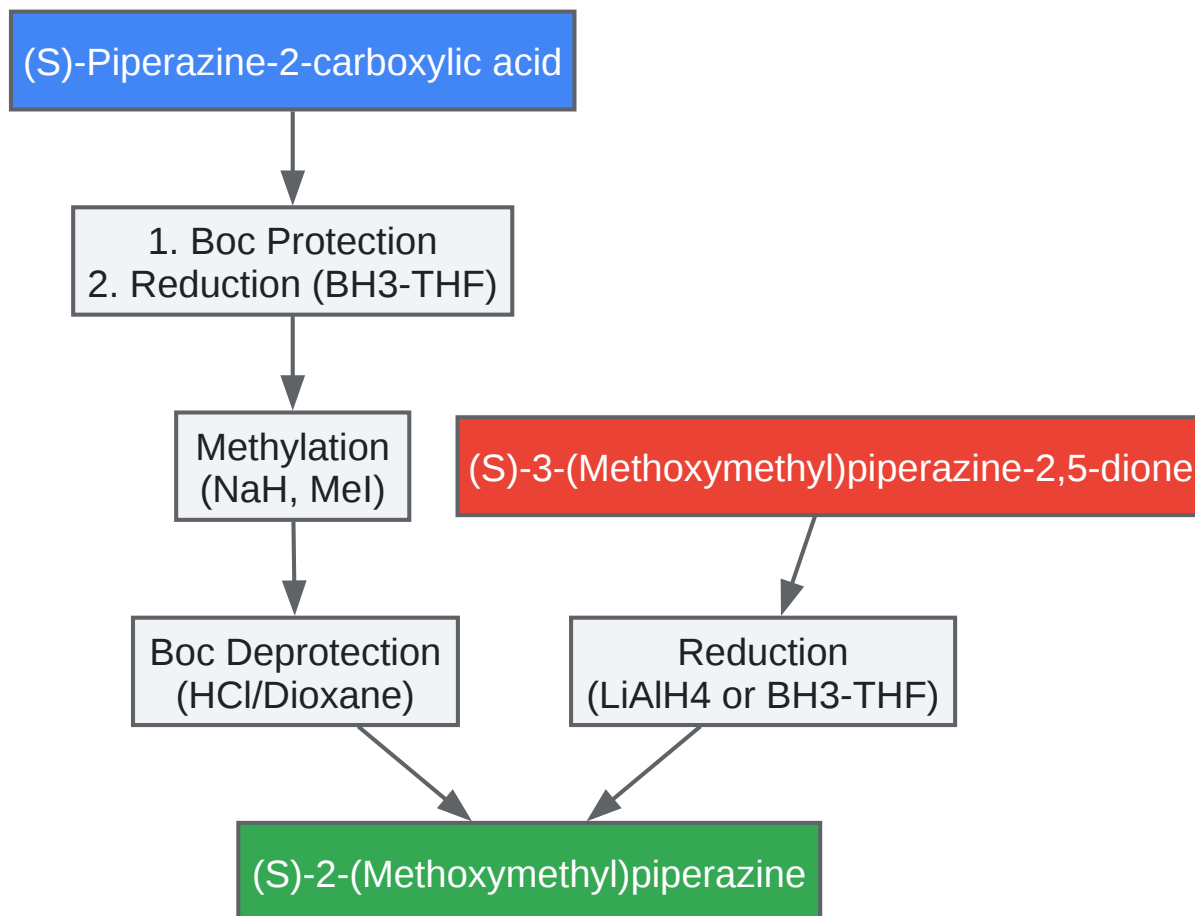 (S)-Piperazine-2-carboxylic acid
1. Boc Protection
2. Reduction (BH3-THF)
Methylation
(NaH, MeI)
(S)-3-(Methoxymethyl)piperazine-2,5-dione
Boc Deprotection
(HCl/Dioxane)
Reduction
(LiAlH4 or BH3-THF)
(S)-2-(Methoxymethyl)piperazine